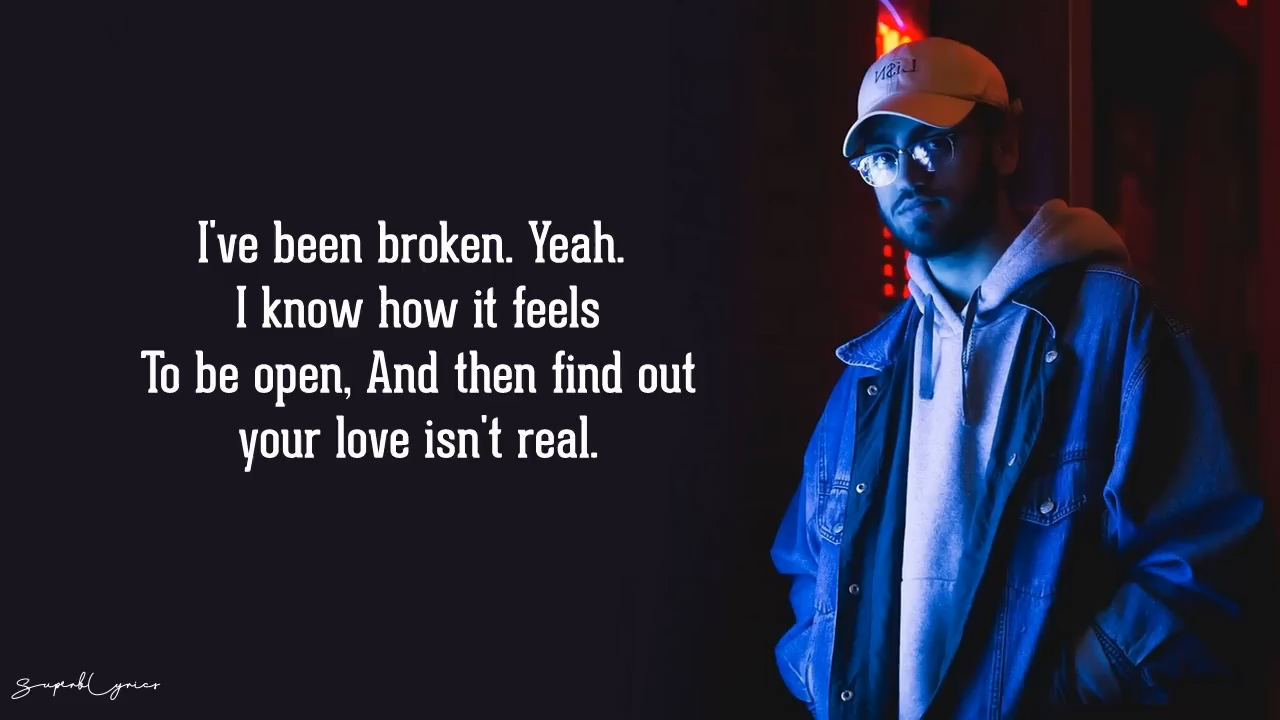 I've been broken. Yeah.
I know how it feels
To be open, And then find out
your love isn't real.
LiSN
SuperbLyrics